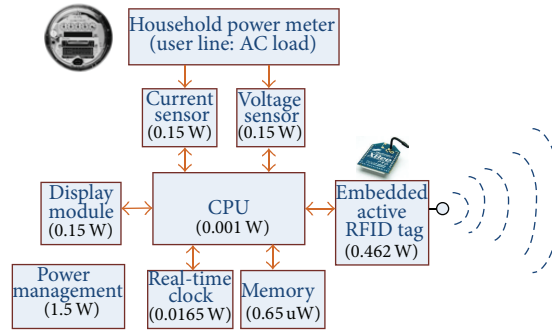 Household power meter
(user line: AC load)
Current
sensor
(0.15 W)
Voltage
sensor
(0.15 W)
XBee
Display
module
(0.15 W)
CPU
(0.001 W)
Embedded
active
RFID tag
(0.462 W)
Power
management
(1.5 W)
Real-time
clock
(0.0165 W)
Memory
(0.65 uW)